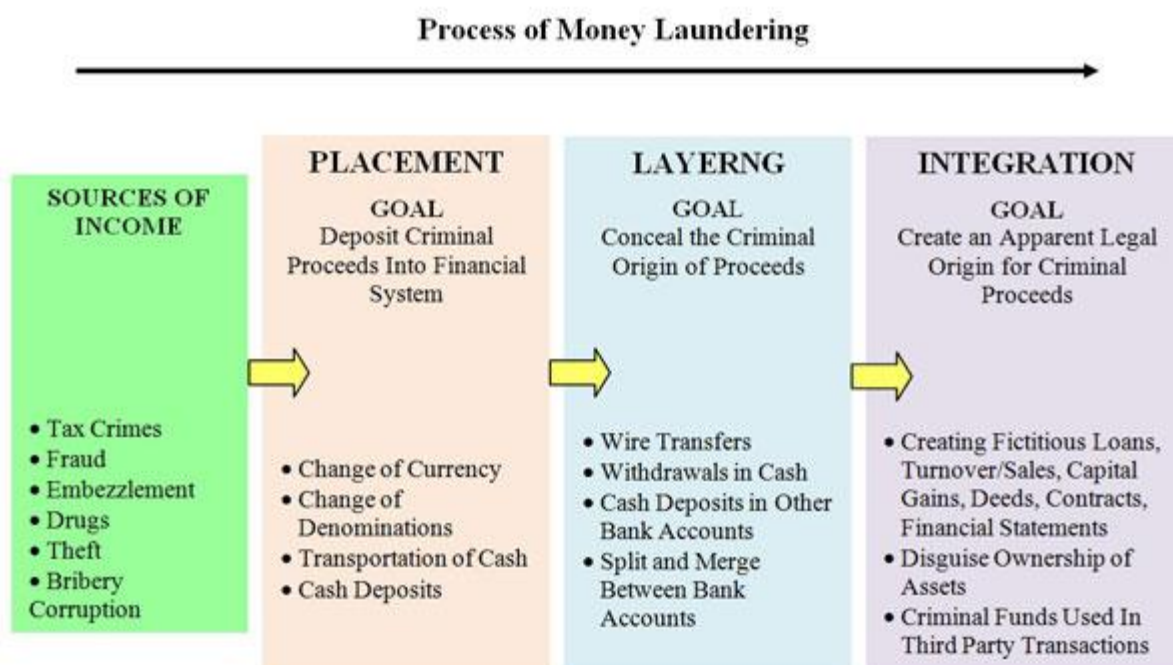 Process of Money Laundering
SOURCES OF
INCOME
• Tax Crimes
• Fraud
• Embezzlement
• Drugs
• Theft
• Bribery
Corruption
PLACEMENT
GOAL
Deposit Criminal
Proceeds Into Financial
System
• Change of Currency
• Change of
Denominations
• Transportation of Cash
• Cash Deposits
LAYERNG
GOAL
Conceal the Criminal
Origin of Proceeds
• Wire Transfers
• Withdrawals in Cash
• Cash Deposits in Other
Bank Accounts
• Split and Merge
Between Bank
Accounts
INTEGRATION
GOAL
Create an Apparent Legal
Origin for Criminal
Proceeds
• Creating Fictitious Loans,
Turnover/Sales, Capital
Gains, Deeds, Contracts,
Financial Statements
• Disguise Ownership of
Assets
• Criminal Funds Used In
Third Party Transactions